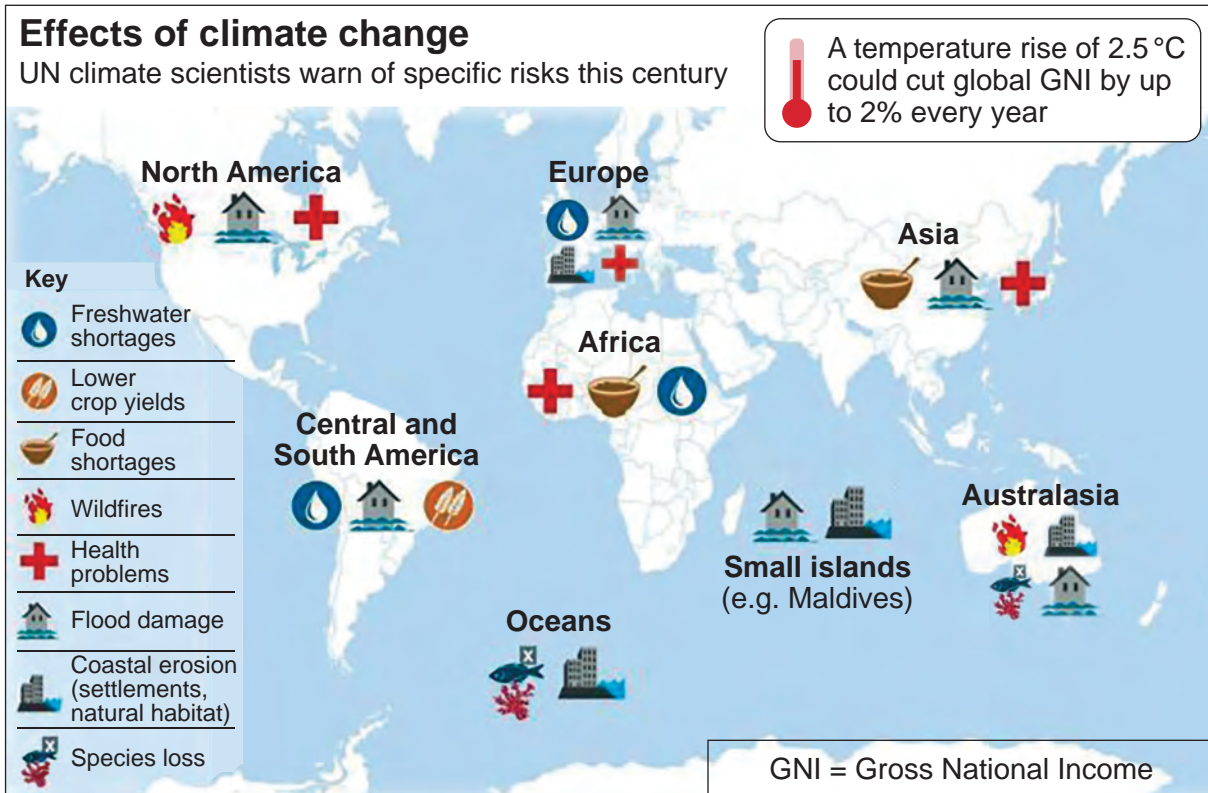 Effects of climate change
UN climate scientists warn of specific risks this century
A temperature rise of 2.5 °C
could cut global GNI by up
to 2% every year
North America
Europe
Asia
Africa
Central and
South America
Australasia
Small islands
(e.g. Maldives)
Oceans
Key
Freshwater
shortages
Lower
crop yields
Food
shortages
Wildfires
Health
problems
Flood damage
Coastal erosion
(settlements,
natural habitat)
Species loss
GNI = Gross National Income